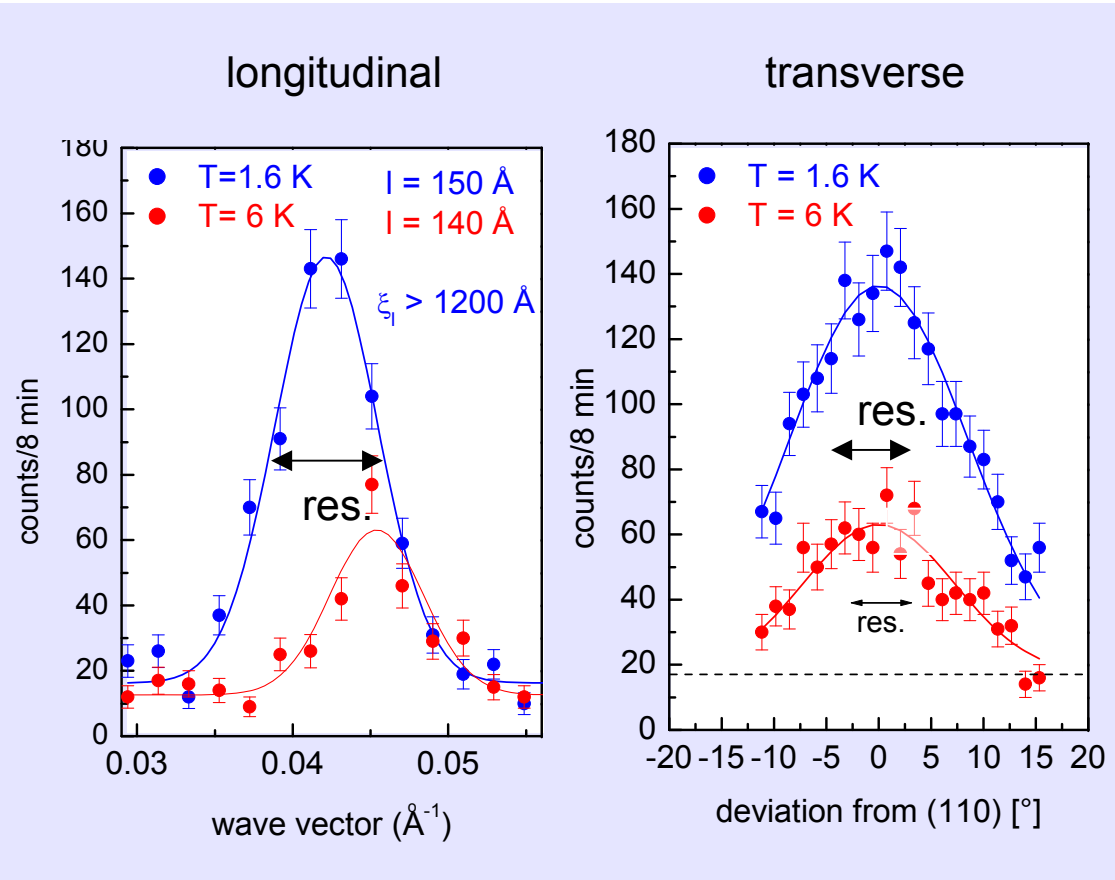 longitudinal
transverse
T=1.6 K
l = 150 Å
T= 6 K
l = 140 Å
ξl > 1200 Å
res.
counts/8 min
180
160
140
120
100
80
60
40
20
0
0.03 0.04 0.05
wave vector (Å-1)
T = 1.6 K
T = 6 K
res.
res.
counts/8 min
180
160
140
120
100
80
60
40
20
0
-20 -15 -10 -5 0 5 10 15 20
deviation from (110) [°]